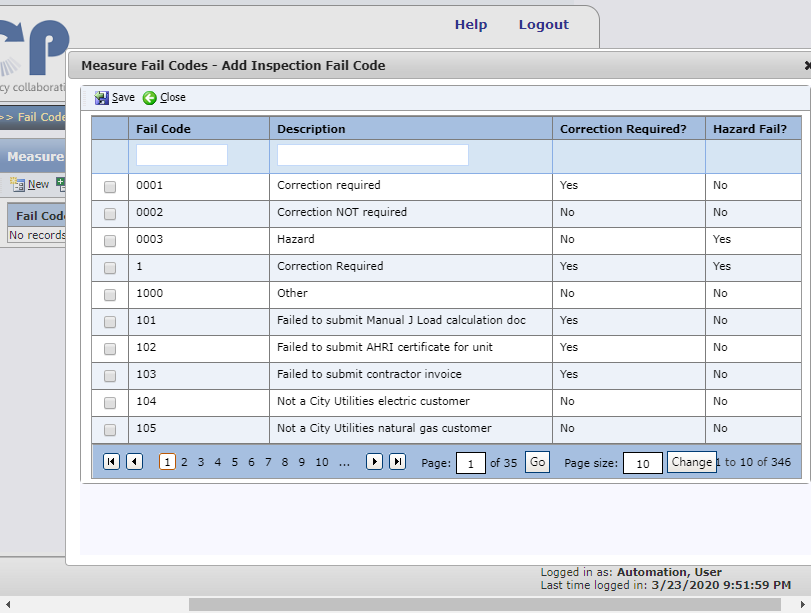 Help Logout
cp
cy collaborati
>> Fail Code
Measure
New
Fail Cod
No records
Measure Fail Codes - Add Inspection Fail Code
Save Close
Fail Code Description Correction Required? Hazard Fail?
0001 Correction required Yes No
0002 Correction NOT required No No
0003 Hazard No Yes
1 Correction Required Yes Yes
1000 Other No No
101 Failed to submit Manual J Load calculation doc Yes No
102 Failed to submit AHRI certificate for unit Yes No
103 Failed to submit contractor invoice Yes No
104 Not a City Utilities electric customer No No
105 Not a City Utilities natural gas customer No No
1 2 3 4 5 6 7 8 9 10 ... Page: 1 of 35 Go Page size: 10 Change 1 to 10 of 346
Logged in as: Automation, User
Last time logged in: 3/23/2020 9:51:59 PM